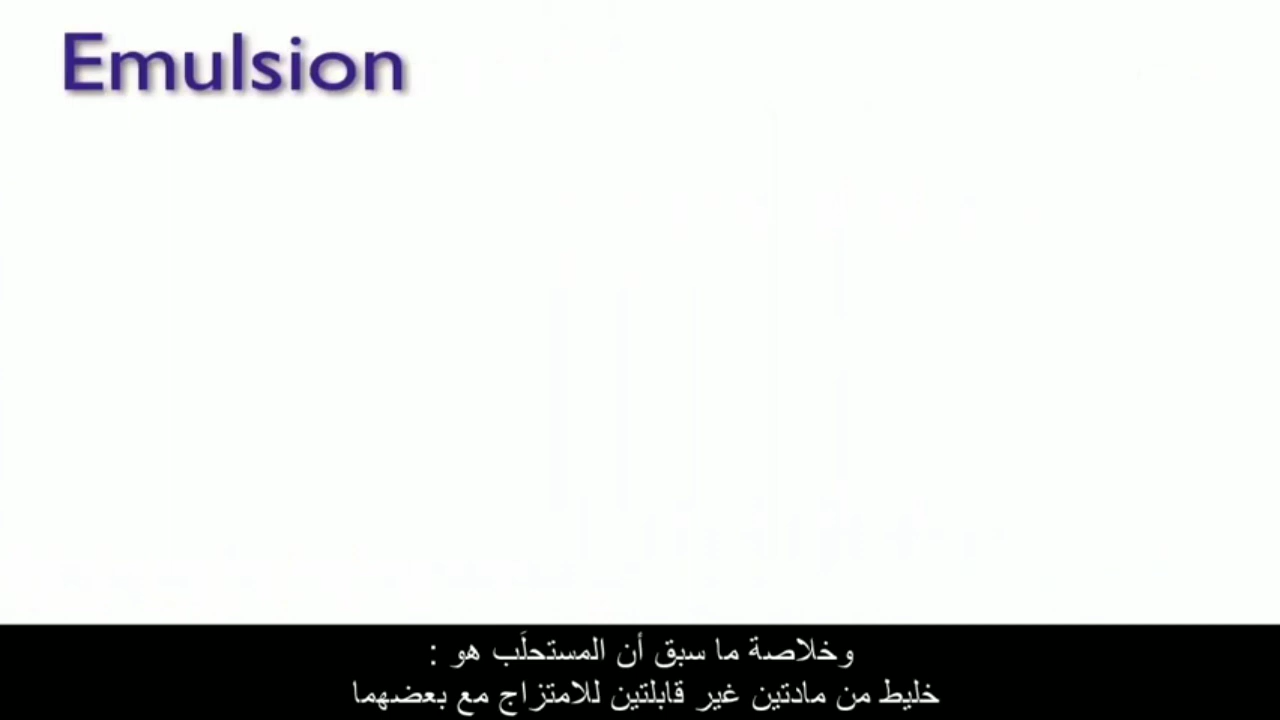 Emulsion
وخلاصة ما سبق أن المستحلَب هو :
خليط من مادتين غير قابلتين للامتزاج مع بعضهما